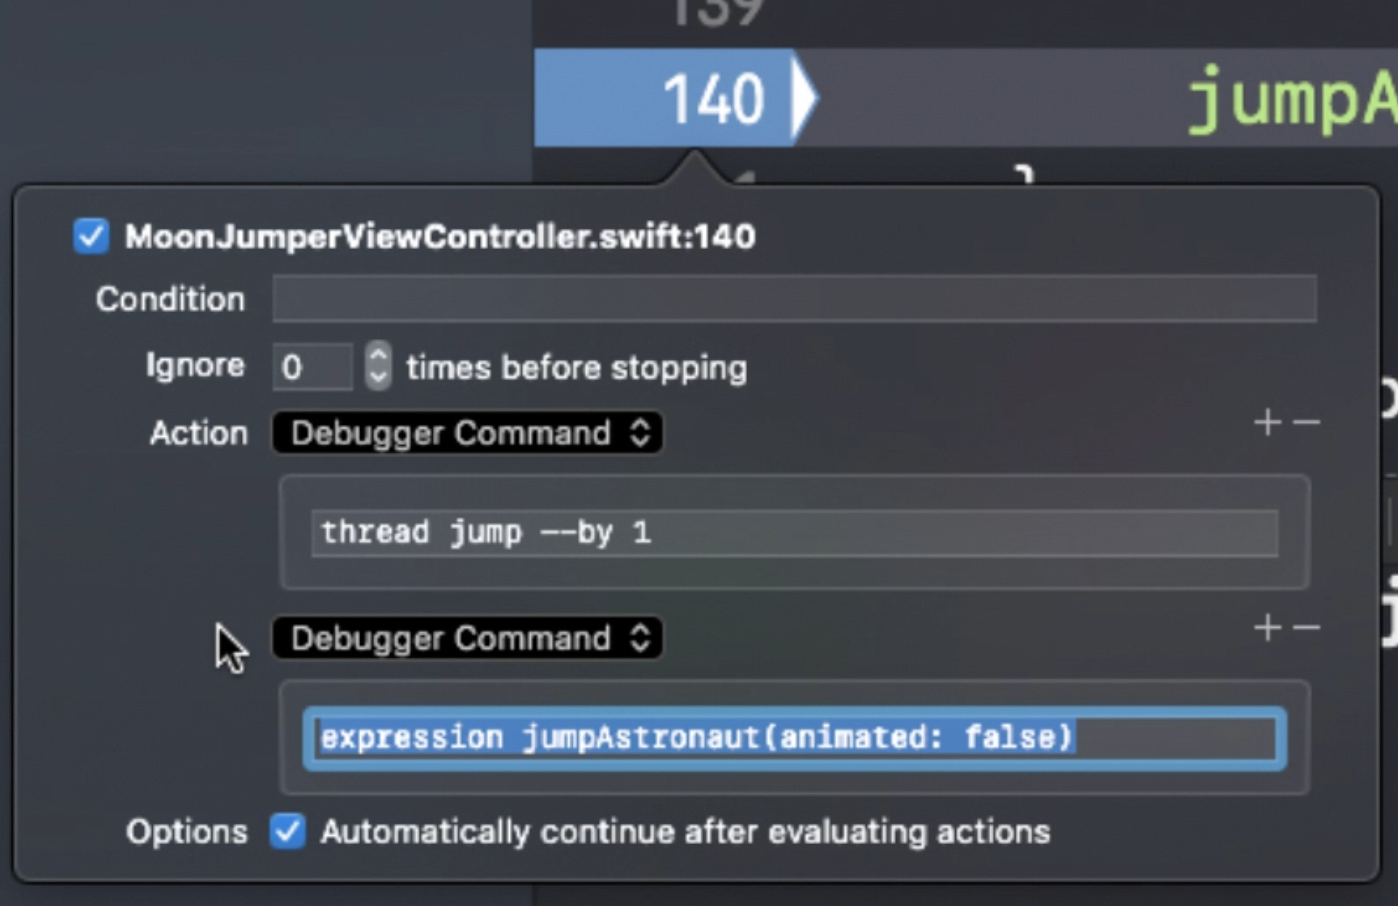 139
140 jumpA
MoonJumperViewController.swift:140
Condition
Ignore 0 times before stopping
Action Debugger Command
thread jump --by 1
Debugger Command
expression jumpAstronaut(animated: false)
Options Automatically continue after evaluating actions